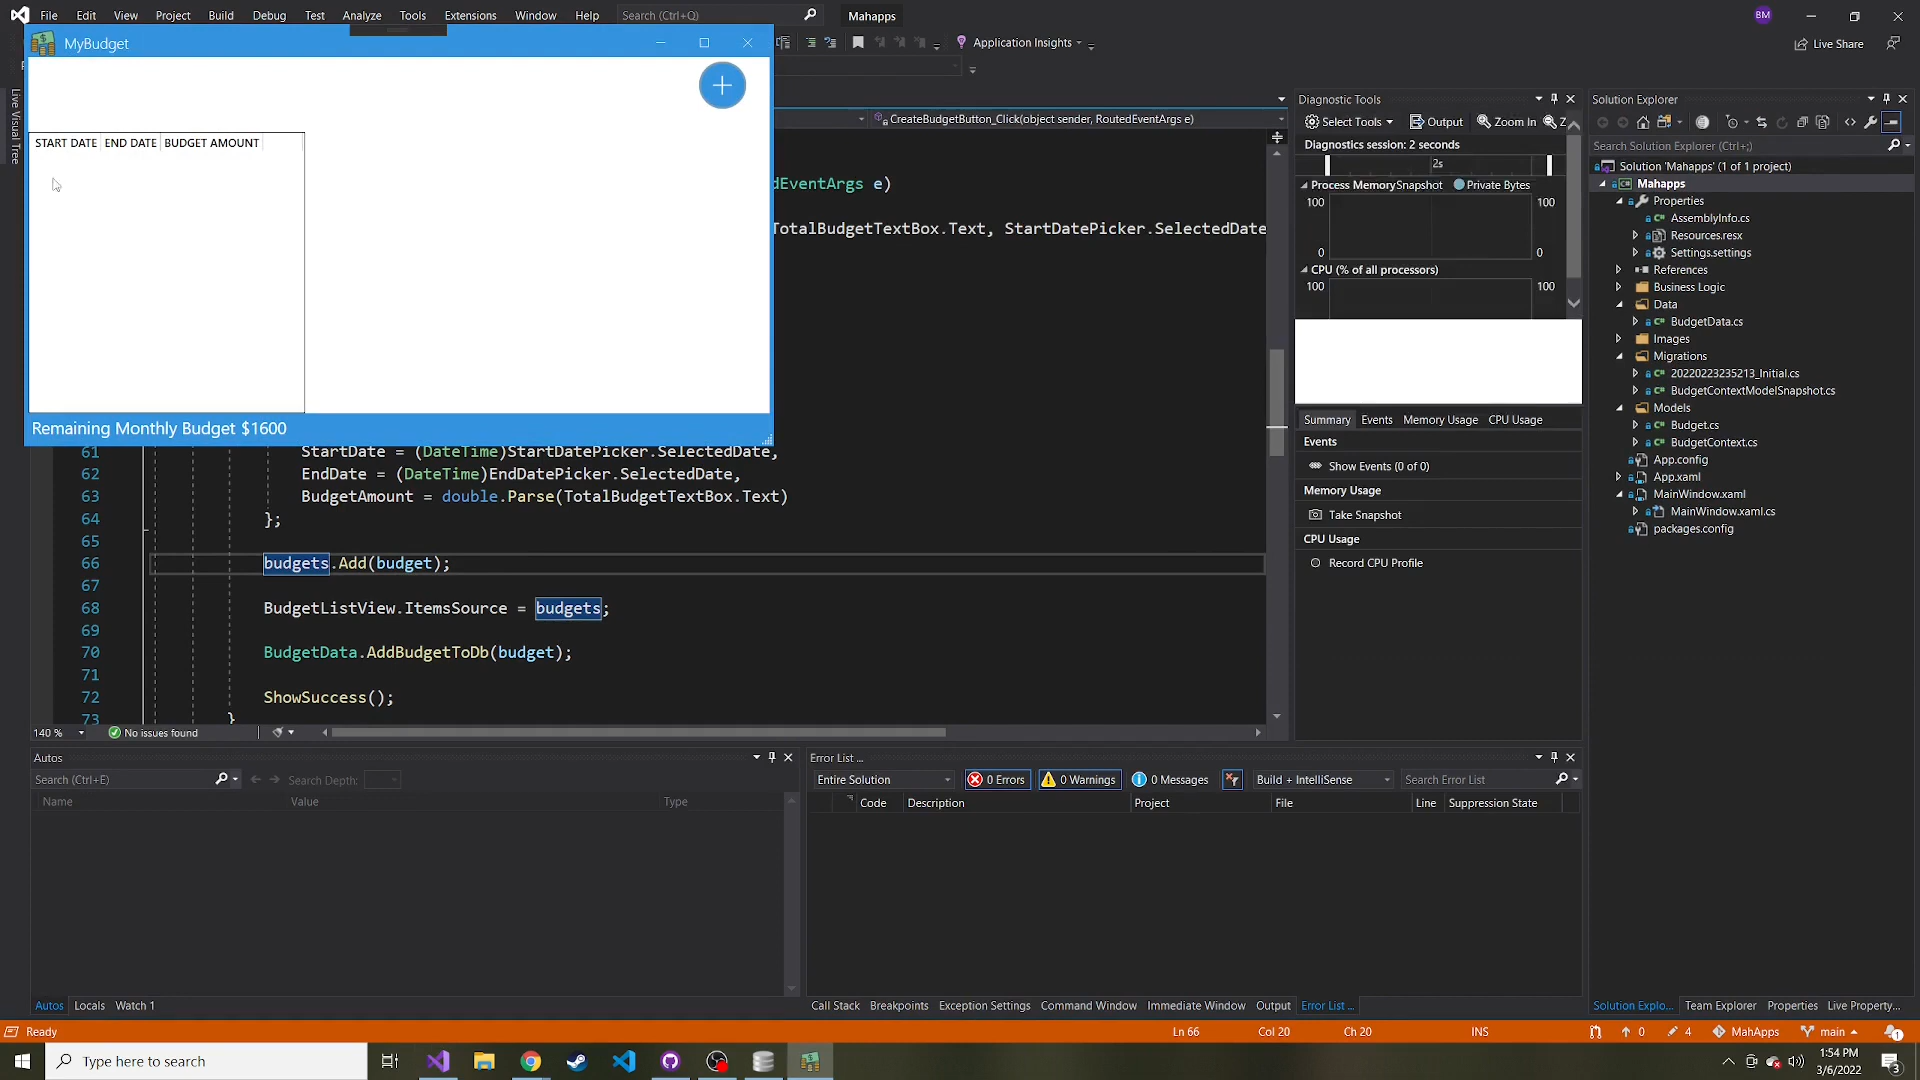 File Edit View Project Build Debug Test Analyze Tools Extensions Window Help Search (Ctrl+Q) Mahapps BM
MyBudget
Application Insights Live Share
Live Visual Tree
START DATE END DATE BUDGET AMOUNT
Remaining Monthly Budget $1600
CreateBudgetButton_Click(object sender, RoutedEventArgs e)
dEventArgs e)
TotalBudgetTextBox.Text, StartDatePicker.SelectedDate
61 StartDate = (DateTime)StartDatePicker.SelectedDate,
62 EndDate = (DateTime)EndDatePicker.SelectedDate,
63 BudgetAmount = double.Parse(TotalBudgetTextBox.Text)
64 };
65
66 budgets.Add(budget);
67
68 BudgetListView.ItemsSource = budgets;
69
70 BudgetData.AddBudgetToDb(budget);
71
72 ShowSuccess();
73 }
140 % No issues found
Diagnostic Tools
Select Tools Output Zoom In Z
Diagnostics session: 2 seconds
2s
Process Memory Snapshot Private Bytes
100 100
0 0
CPU (% of all processors)
100 100
Summary Events Memory Usage CPU Usage
Events
Show Events (0 of 0)
Memory Usage
Take Snapshot
CPU Usage
Record CPU Profile
Solution Explorer
Search Solution Explorer (Ctrl+;)
Solution 'Mahapps' (1 of 1 project)
Mahapps
Properties
AssemblyInfo.cs
Resources.resx
Settings.settings
References
Business Logic
Data
BudgetData.cs
Images
Migrations
20220223235213_Initial.cs
BudgetContextModelSnapshot.cs
Models
Budget.cs
BudgetContext.cs
App.config
App.xaml
MainWindow.xaml
MainWindow.xaml.cs
packages.config
Autos
Search (Ctrl+E) Search Depth:
Name Value Type
Autos Locals Watch 1
Error List ...
Entire Solution 0 Errors 0 Warnings 0 Messages Build + IntelliSense Search Error List
Code Description Project File Line Suppression State
Call Stack Breakpoints Exception Settings Command Window Immediate Window Output Error List ...
Solution Explo... Team Explorer Properties Live Property...
Ready Ln 66 Col 20 Ch 20 INS 0 4 MahApps main 1
Type here to search
1:54 PM
3/6/2022
3